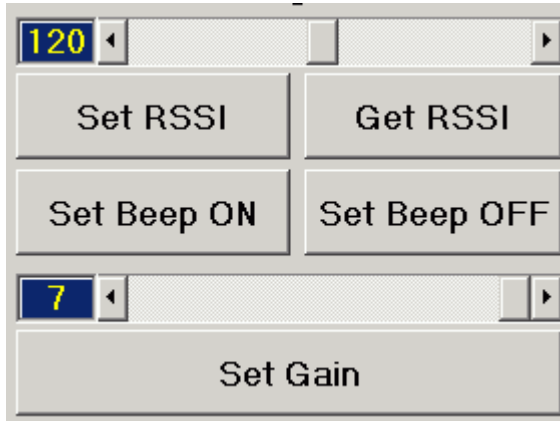 120
Set RSSI Get RSSI
Set Beep ON Set Beep OFF
7
Set Gain